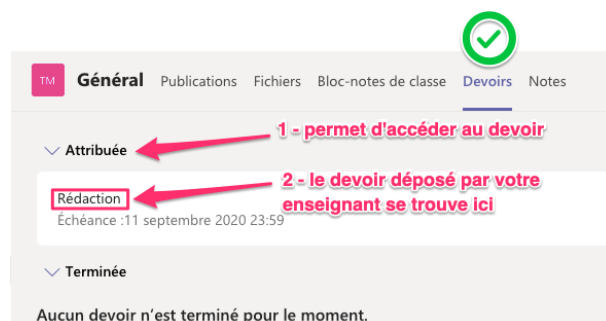 TM Général Publications Fichiers Bloc-notes de classe Devoirs Notes
1 - permet d'accéder au devoir
Attribuée
2 - le devoir déposé par votre
enseignant se trouve ici
Rédaction
Échéance :11 septembre 2020 23:59
Terminée
Aucun devoir n'est terminé pour le moment.